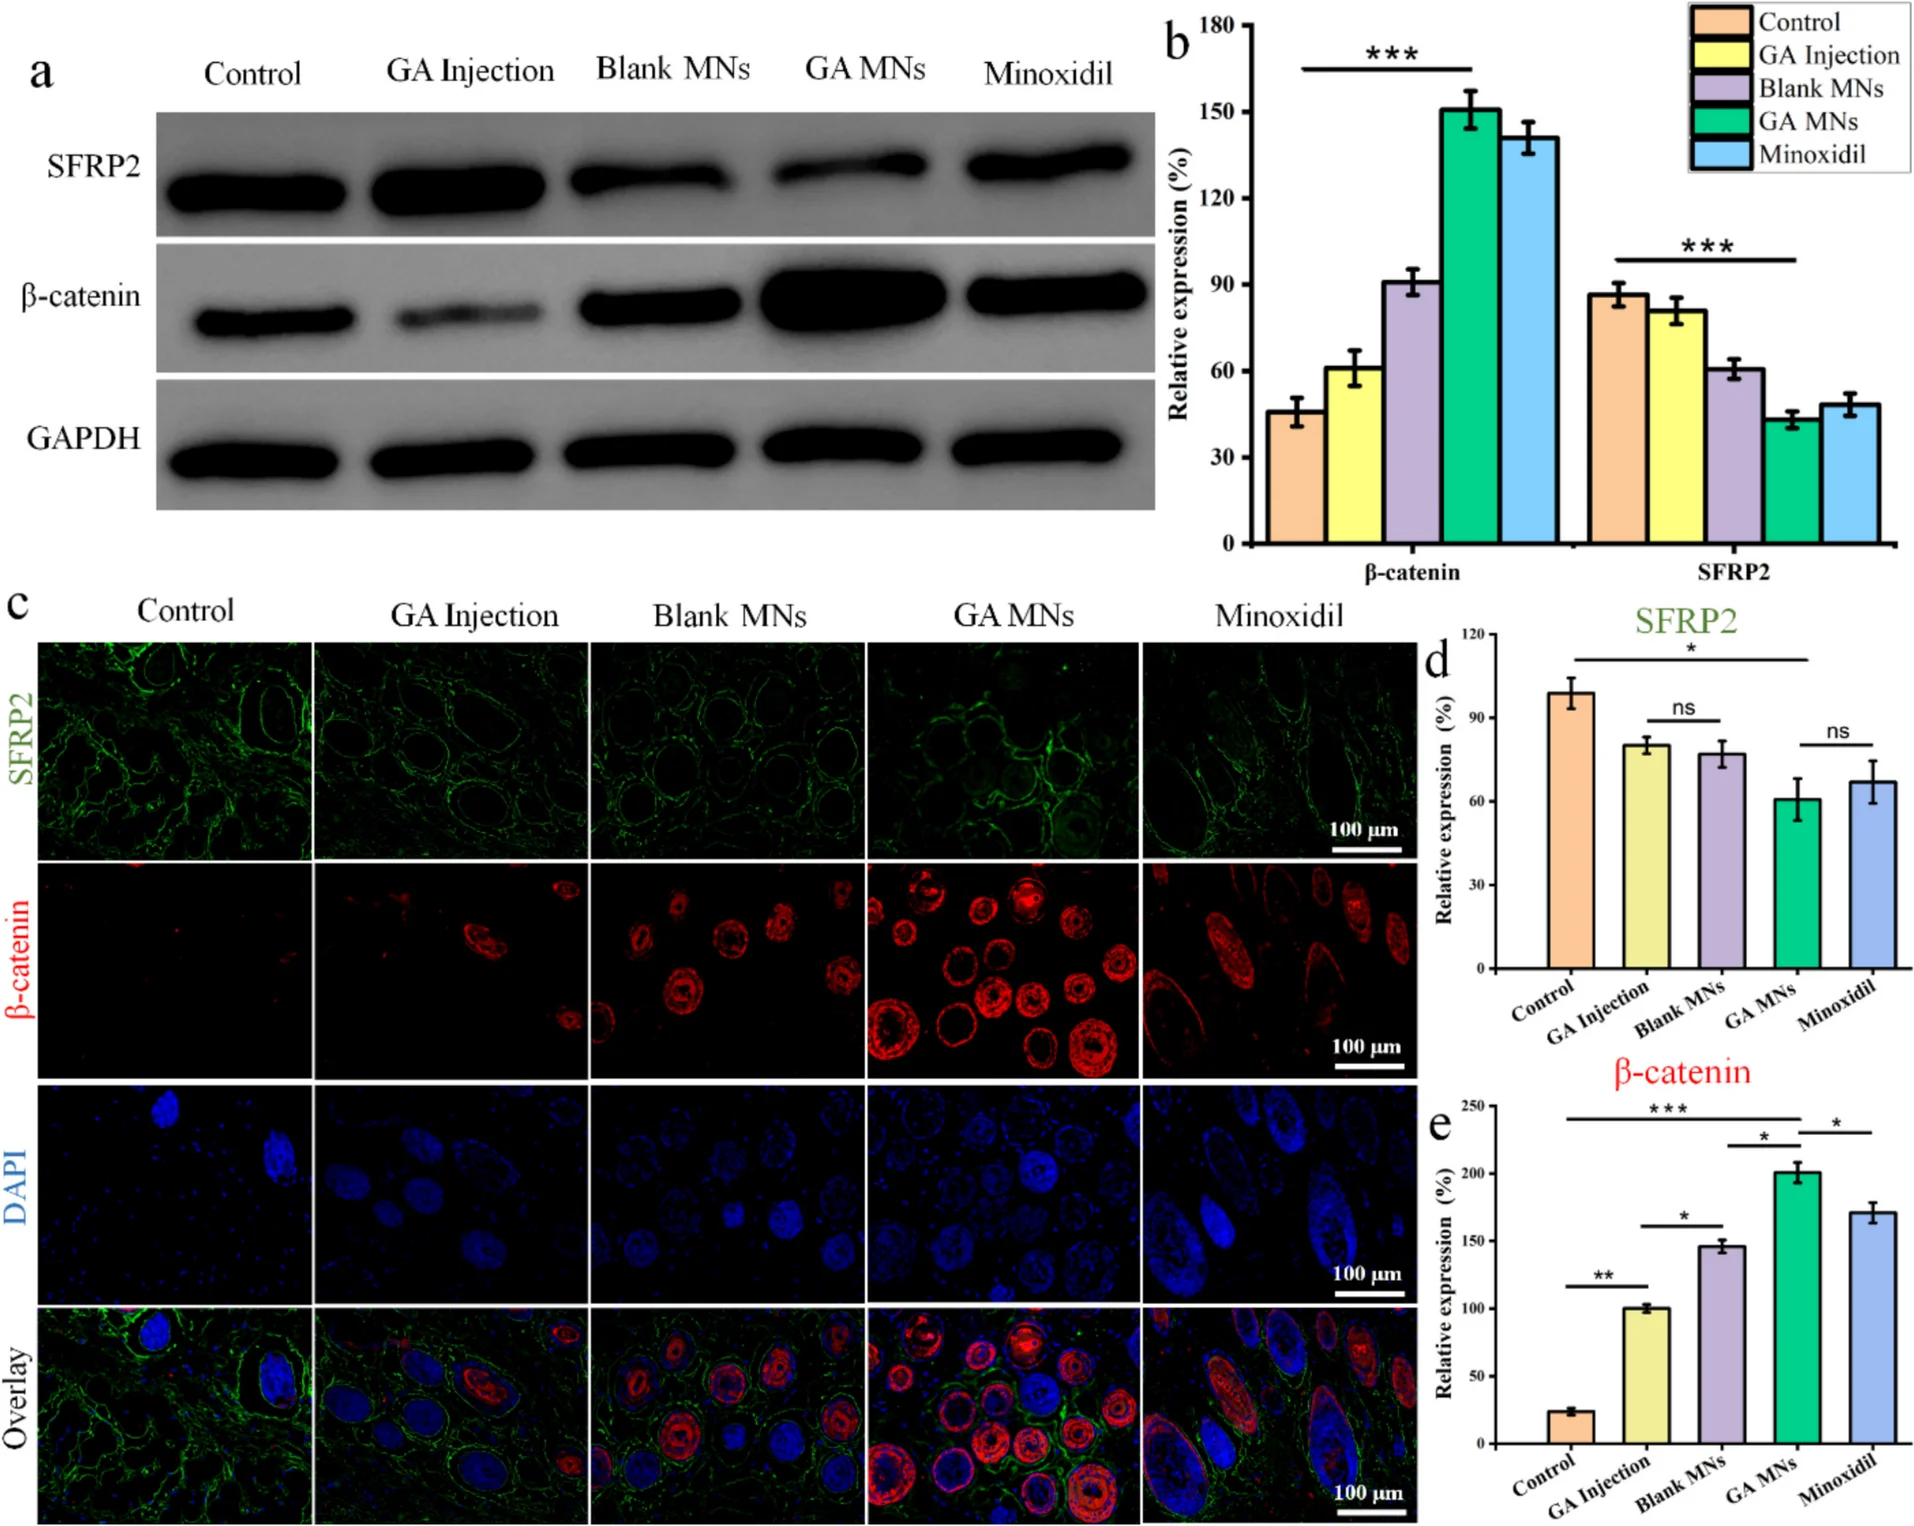 a
Control GA Injection Blank MNs GA MNs Minoxidil
SFRP2
β-catenin
GAPDH
b
Relative expression (%)
180
150
120
90
60
30
0
***
***
β-catenin SFRP2
Control
GA Injection
Blank MNs
GA MNs
Minoxidil
c
Control GA Injection Blank MNs GA MNs Minoxidil
SFRP2
100 μm
β-catenin
100 μm
DAPI
100 μm
Overlay
100 μm
d
SFRP2
Relative expression (%)
120
90
60
30
0
*
ns
ns
Control GA Injection Blank MNs GA MNs Minoxidil
e
β-catenin
Relative expression (%)
250
200
150
100
50
0
***
*
*
*
**
Control GA Injection Blank MNs GA MNs Minoxidil